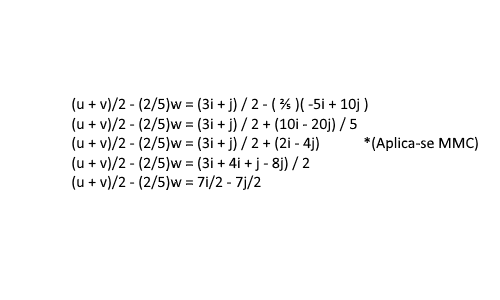 (u + v)/2 - (2/5)w = (3i + j) / 2 - ( ⅖ )( -5i + 10j )
(u + v)/2 - (2/5)w = (3i + j) / 2 + (10i - 20j) / 5
(u + v)/2 - (2/5)w = (3i + j) / 2 + (2i - 4j) *(Aplica-se MMC)
(u + v)/2 - (2/5)w = (3i + 4i + j - 8j) / 2
(u + v)/2 - (2/5)w = 7i/2 - 7j/2